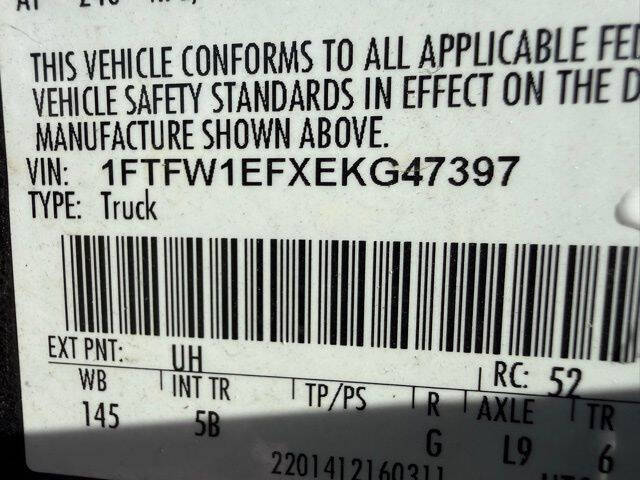 THIS VEHICLE CONFORMS TO ALL APPLICABLE FED
VEHICLE SAFETY STANDARDS IN EFFECT ON THE D
MANUFACTURE SHOWN ABOVE.
VIN: 1FTFW1EFXEKG47397
TYPE: Truck
EXT PNT: UH RC: 52
WB INT TR TP/PS R AXLE TR
145 5B G L9 6
2201412160311